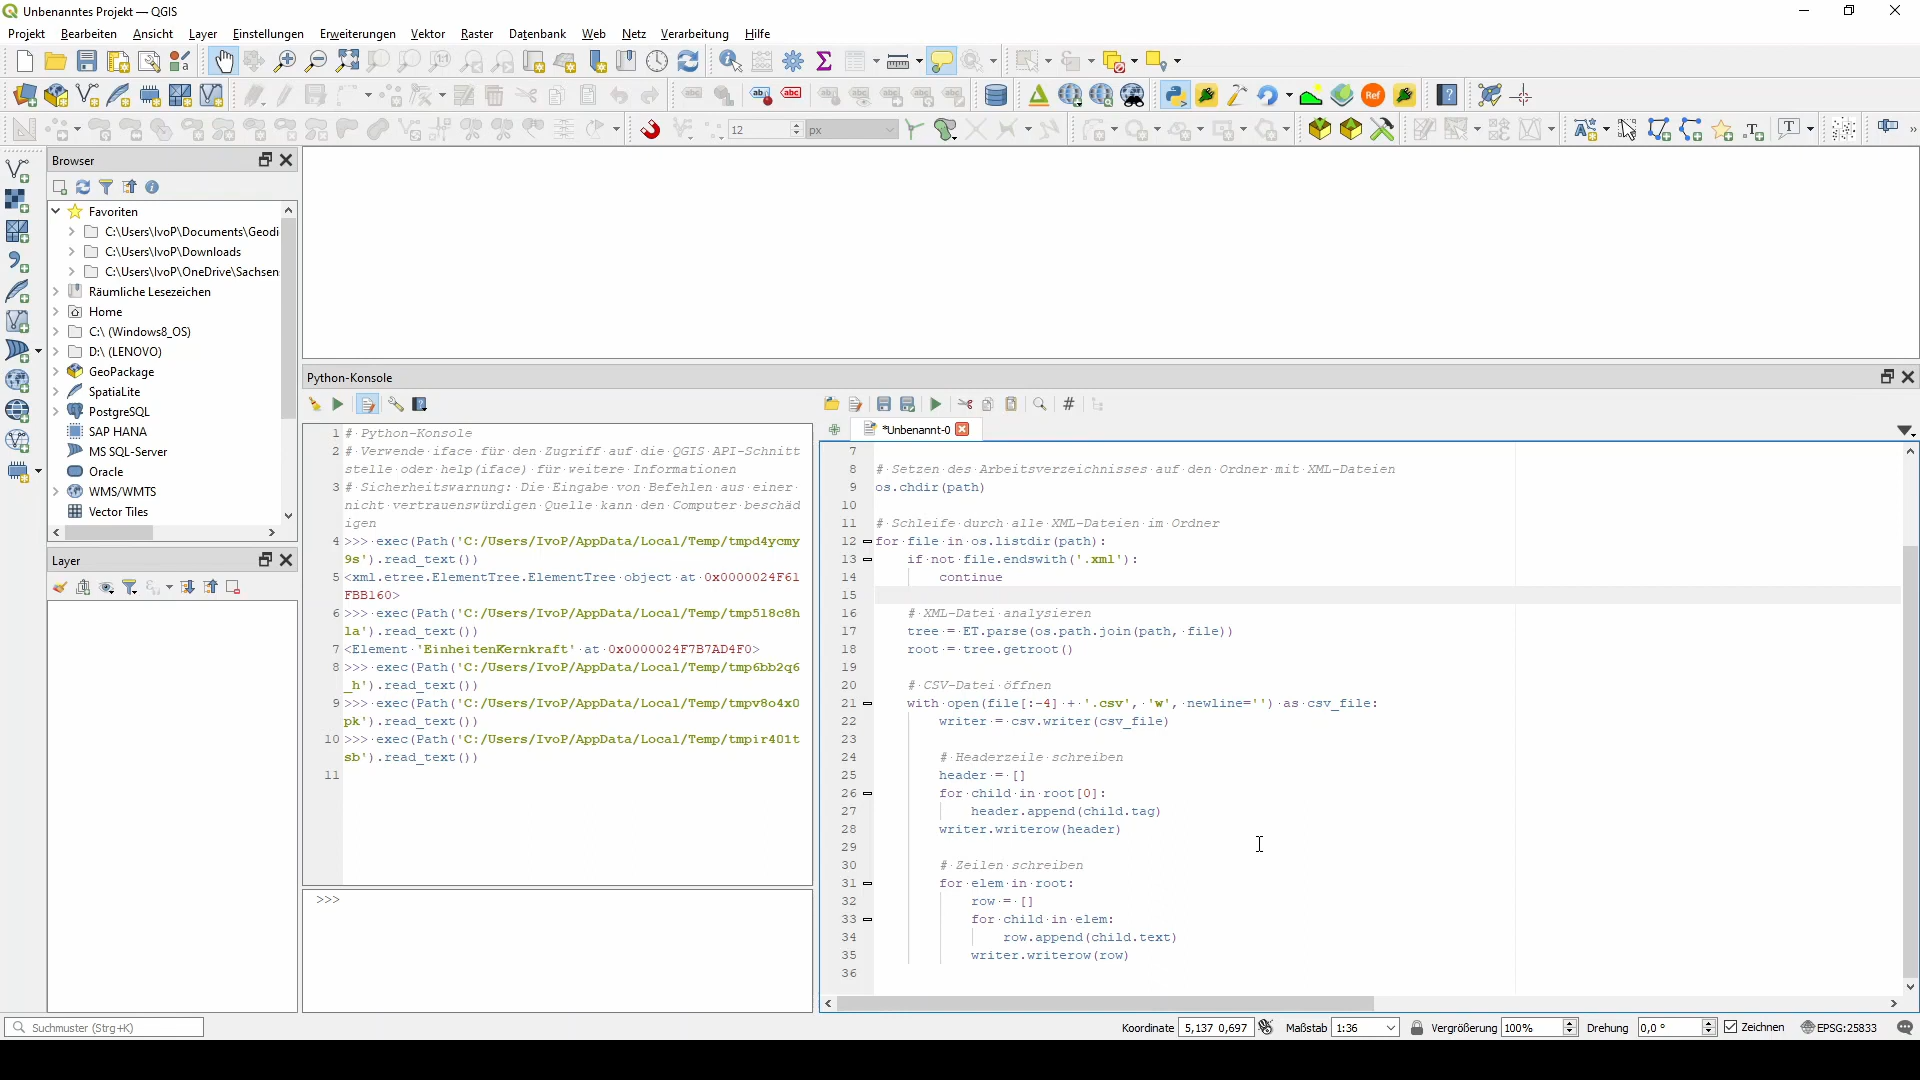 Unbenanntes Projekt — QGIS
Projekt Bearbeiten Ansicht Layer Einstellungen Erweiterungen Vektor Raster Datenbank Web Netz Verarbeitung Hilfe
12 px
Browser
Favoriten
C:\Users\IvoP\Documents\Geodi
C:\Users\IvoP\Downloads
C:\Users\IvoP\OneDrive\Sachsen
Räumliche Lesezeichen
Home
C:\ (Windows8_OS)
D:\ (LENOVO)
GeoPackage
SpatiaLite
PostgreSQL
SAP HANA
MS SQL-Server
Oracle
WMS/WMTS
Vector Tiles
Layer
Python-Konsole
1 # Python-Konsole
2 # Verwende iface für den Zugriff auf die QGIS API-Schnitt
stelle oder help(iface) für weitere Informationen
3 # Sicherheitswarnung: Die Eingabe von Befehlen aus einer
nicht vertrauenswürdigen Quelle kann den Computer beschäd
igen
4 >>> exec(Path('C:/Users/IvoP/AppData/Local/Temp/tmpd4ycmy
9s').read_text())
5 <xml.etree.ElementTree.ElementTree object at 0x0000024F61
FBB160>
6 >>> exec(Path('C:/Users/IvoP/AppData/Local/Temp/tmp5l8c8h
la').read_text())
7 <Element 'EinheitenKernkraft' at 0x0000024F7B7AD4F0>
8 >>> exec(Path('C:/Users/IvoP/AppData/Local/Temp/tmp6bb2q6
_h').read_text())
9 >>> exec(Path('C:/Users/IvoP/AppData/Local/Temp/tmpv8o4x0
pk').read_text())
10 >>> exec(Path('C:/Users/IvoP/AppData/Local/Temp/tmpir401t
sb').read_text())
11
>>>
*Unbenannt-0
7
8 # Setzen des Arbeitsverzeichnisses auf den Ordner mit XML-Dateien
9 os.chdir(path)
10
11 # Schleife durch alle XML-Dateien im Ordner
12 for file in os.listdir(path):
13 if not file.endswith('.xml'):
14 continue
15
16 # XML-Datei analysieren
17 tree = ET.parse(os.path.join(path, file))
18 root = tree.getroot()
19
20 # CSV-Datei öffnen
21 with open(file[:-4] + '.csv', 'w', newline='') as csv_file:
22 writer = csv.writer(csv_file)
23
24 # Headerzeile schreiben
25 header = []
26 for child in root[0]:
27 header.append(child.tag)
28 writer.writerow(header)
29
30 # Zeilen schreiben
31 for elem in root:
32 row = []
33 for child in elem:
34 row.append(child.text)
35 writer.writerow(row)
36
Suchmuster (Strg+K)
Koordinate 5,137 0,697 Maßstab 1:36 Vergrößerung 100% Drehung 0,0 ° Zeichnen EPSG:25833